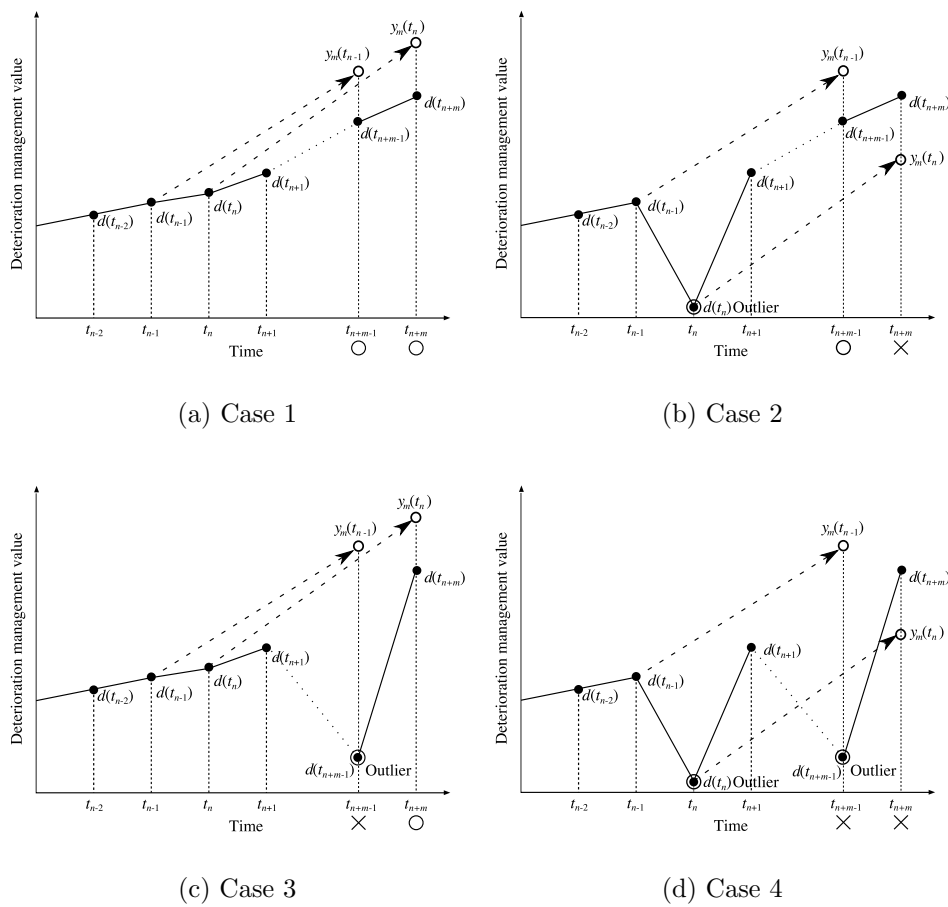 Deterioration management value
y_m(t_n)
y_m(t_{n-1})
d(t_{n+m})
d(t_{n+m-1})
d(t_{n+1})
d(t_n)
d(t_{n-1})
d(t_{n-2})
t_{n-2} t_{n-1} t_n t_{n+1} t_{n+m-1} t_{n+m}
Time
(a) Case 1
Deterioration management value
y_m(t_{n-1})
d(t_{n+m})
d(t_{n+m-1})
y_m(t_n)
d(t_{n+1})
d(t_{n-1})
d(t_{n-2})
d(t_n) Outlier
t_{n-2} t_{n-1} t_n t_{n+1} t_{n+m-1} t_{n+m}
Time
(b) Case 2
Deterioration management value
y_m(t_n)
y_m(t_{n-1})
d(t_{n+m})
d(t_{n+1})
d(t_n)
d(t_{n-1})
d(t_{n-2})
d(t_{n+m-1}) Outlier
t_{n-2} t_{n-1} t_n t_{n+1} t_{n+m-1} t_{n+m}
Time
(c) Case 3
Deterioration management value
y_m(t_{n-1})
d(t_{n+m})
y_m(t_n)
d(t_{n+1})
d(t_{n-1})
d(t_{n-2})
d(t_{n+m-1}) Outlier
d(t_n) Outlier
t_{n-2} t_{n-1} t_n t_{n+1} t_{n+m-1} t_{n+m}
Time
(d) Case 4